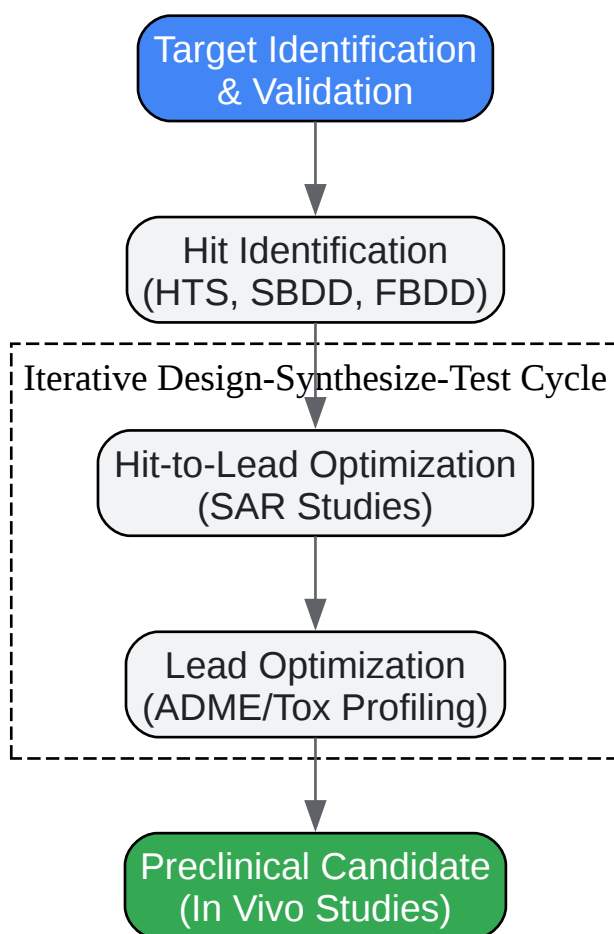 Target Identification
& Validation
Hit Identification
(HTS, SBDD, FBDD)
Iterative Design-Synthesize-Test Cycle
Hit-to-Lead Optimization
(SAR Studies)
Lead Optimization
(ADME/Tox Profiling)
Preclinical Candidate
(In Vivo Studies)